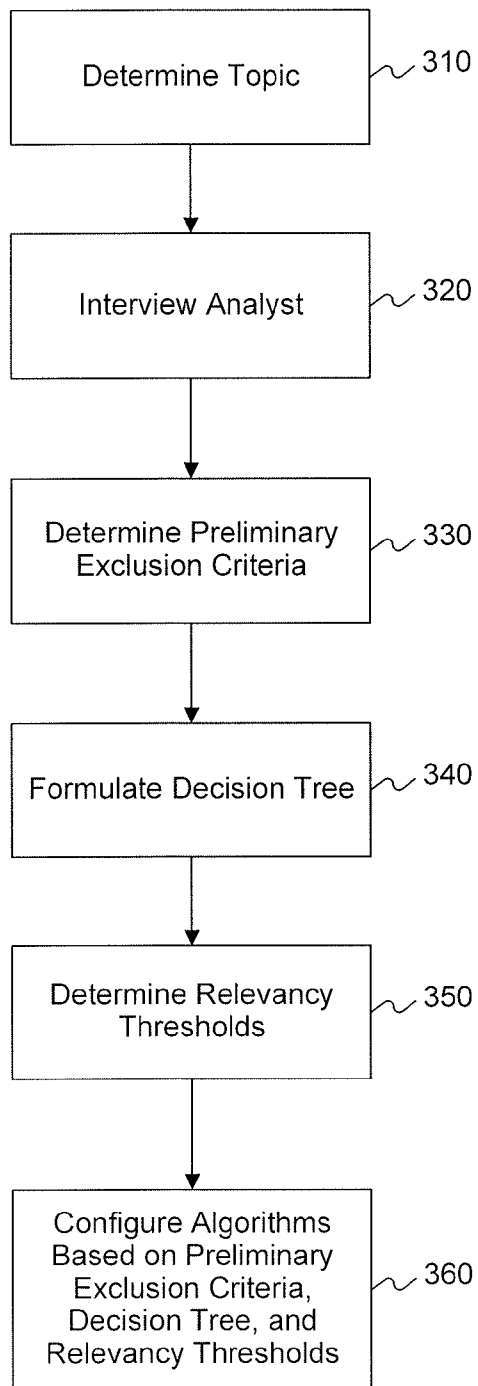 Determine Topic
310
Interview Analyst
320
Determine Preliminary
Exclusion Criteria
330
Formulate Decision Tree
340
Determine Relevancy
Thresholds
350
Configure Algorithms
Based on Preliminary
Exclusion Criteria,
Decision Tree, and
Relevancy Thresholds
360